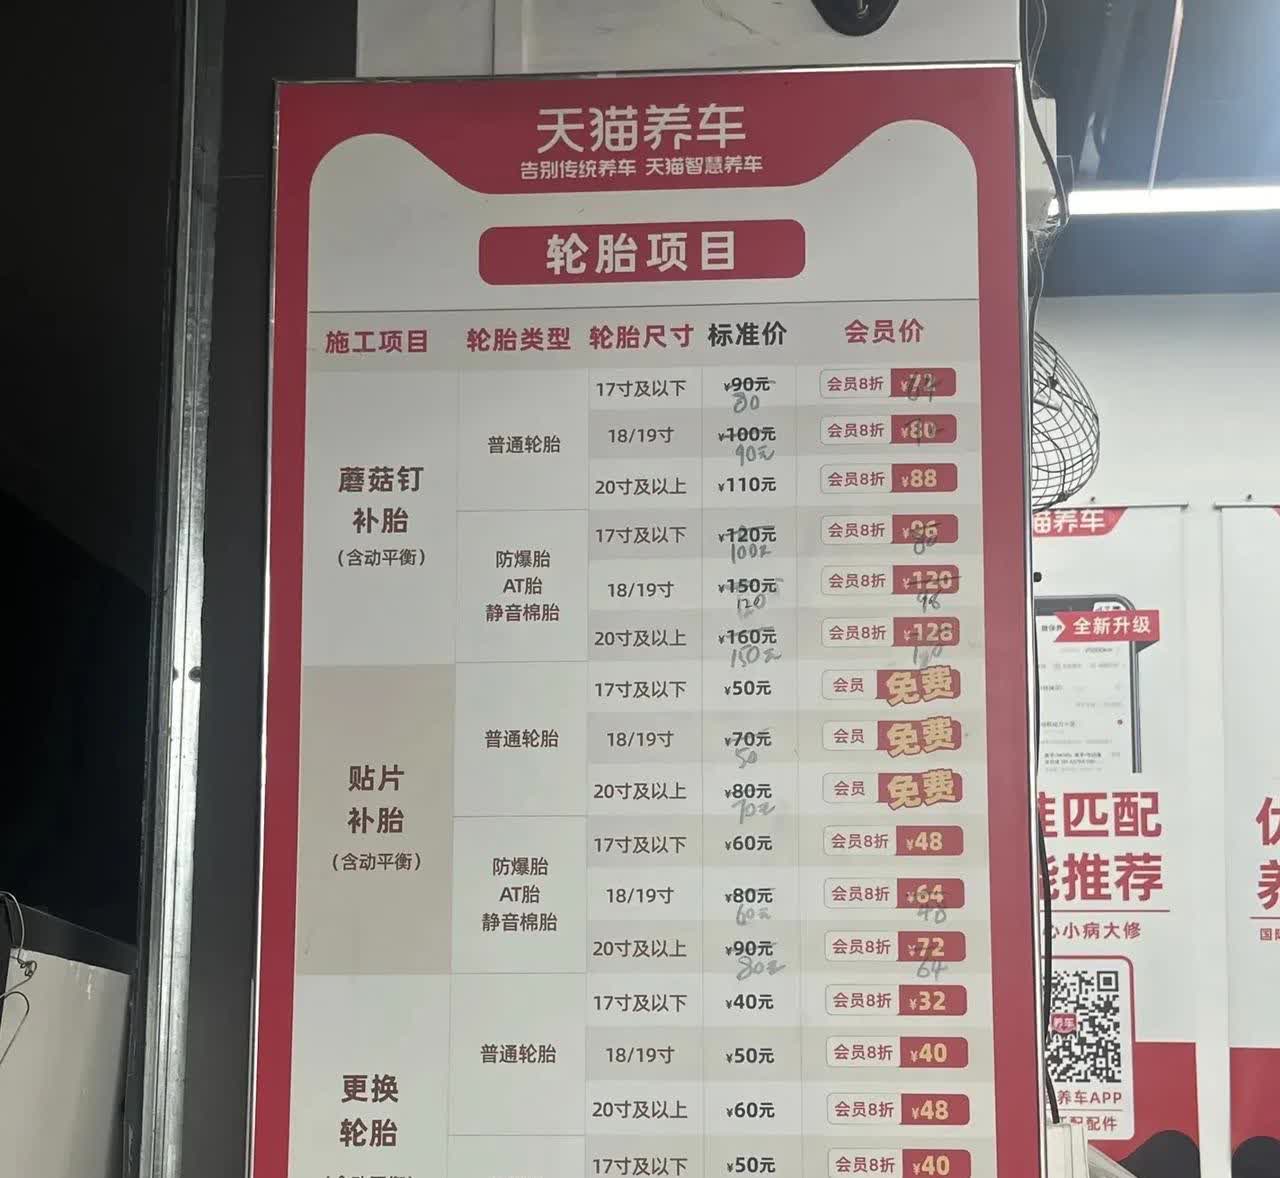 天猫养车
告别传统养车 天猫智慧养车
轮胎项目
施工项目 轮胎类型 轮胎尺寸 标准价 会员价
蘑菇钉
补胎
(含动平衡)
普通轮胎
17寸及以下 ¥90元 会员8折 ¥72
80 64
18/19寸 ¥100元 会员8折 ¥80
90元
20寸及以上 ¥110元 会员8折 ¥88
防爆胎
AT胎
静音棉胎
17寸及以下 ¥120元 会员8折 ¥96
100元 80
18/19寸 ¥150元 会员8折 ¥120
120 98
20寸及以上 ¥160元 会员8折 ¥128
150元
贴片
补胎
(含动平衡)
普通轮胎
17寸及以下 ¥50元 会员 免费
18/19寸 ¥70元 会员 免费
50
20寸及以上 ¥80元 会员 免费
70元
防爆胎
AT胎
静音棉胎
17寸及以下 ¥60元 会员8折 ¥48
18/19寸 ¥80元 会员8折 ¥64
60元 48
20寸及以上 ¥90元 会员8折 ¥72
80元 64
更换
轮胎
普通轮胎
17寸及以下 ¥40元 会员8折 ¥32
18/19寸 ¥50元 会员8折 ¥40
20寸及以上 ¥60元 会员8折 ¥48
17寸及以下 ¥50元 会员8折 ¥40
猫养车
全新升级
匹配
推荐
小病大修
养车
养车APP
配件